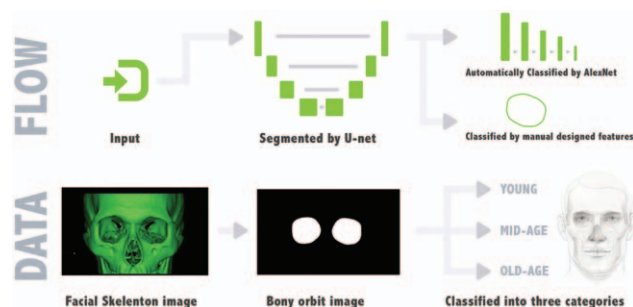 FLOW
Input
Segmented by U-net
Automatically Classified by AlexNet
Classified by manual designed features
DATA
YOUNG
MID-AGE
OLD-AGE
Facial Skelenton image
Bony orbit image
Classified into three categories